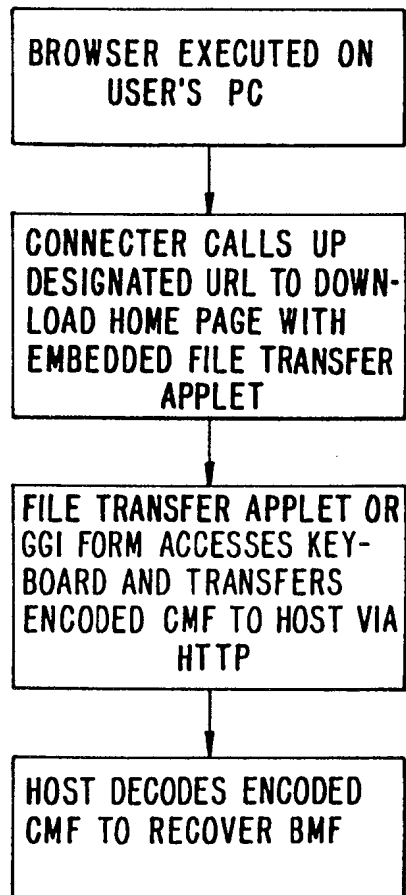 BROWSER EXECUTED ON
USER'S PC
CONNECTER CALLS UP
DESIGNATED URL TO DOWN-
LOAD HOME PAGE WITH
EMBEDDED FILE TRANSFER
APPLET
FILE TRANSFER APPLET OR
GGI FORM ACCESSES KEY-
BOARD AND TRANSFERS
ENCODED CMF TO HOST VIA
HTTP
HOST DECODES ENCODED
CMF TO RECOVER BMF